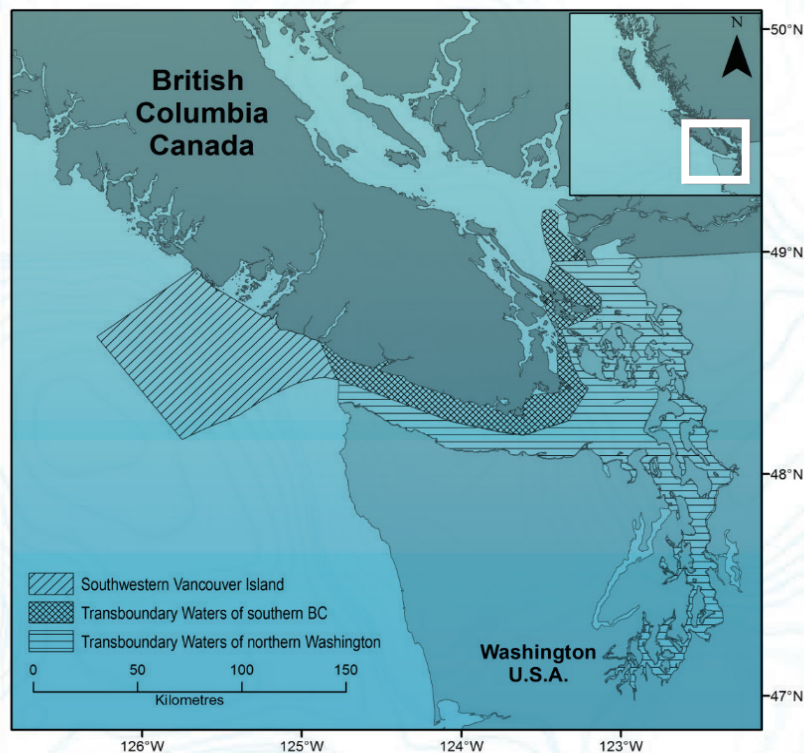 British
Columbia
Canada
N
50°N
49°N
48°N
47°N
Southwestern Vancouver Island
Transboundary Waters of southern BC
Transboundary Waters of northern Washington
0 50 100 150
Kilometres
Washington
U.S.A.
126°W 125°W 124°W 123°W